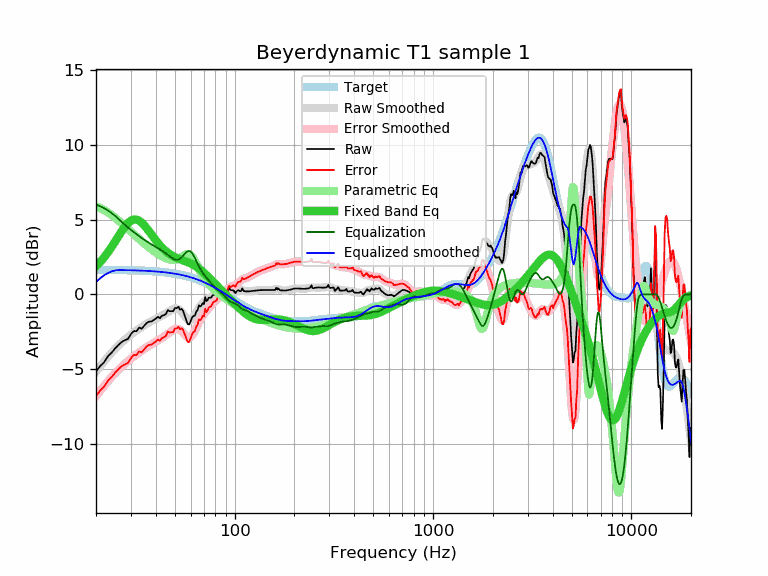 Beyerdynamic T1 sample 1
15
10
5
0
−5
−10
Amplitude (dBr)
Target
Raw Smoothed
Error Smoothed
Raw
Error
Parametric Eq
Fixed Band Eq
Equalization
Equalized smoothed
100
1000
10000
Frequency (Hz)